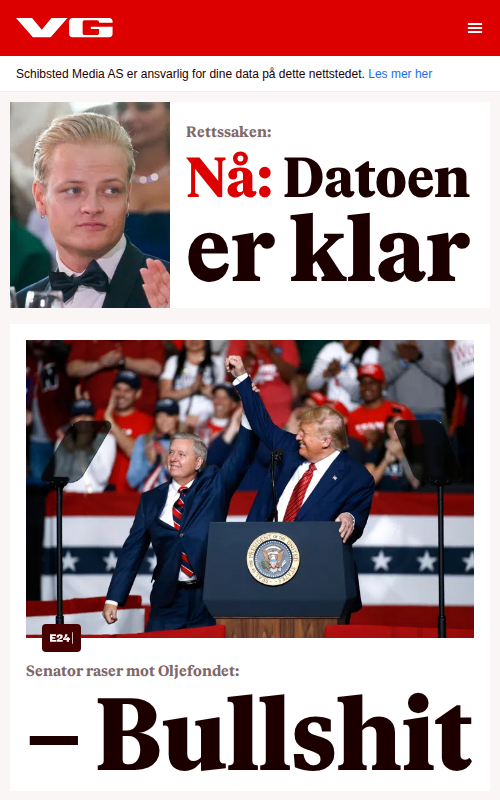 VG
Schibsted Media AS er ansvarlig for dine data på dette nettstedet. Les mer her
Rettssaken:
Nå: Datoen
er klar
E24
Senator raser mot Oljefondet:
– Bullshit